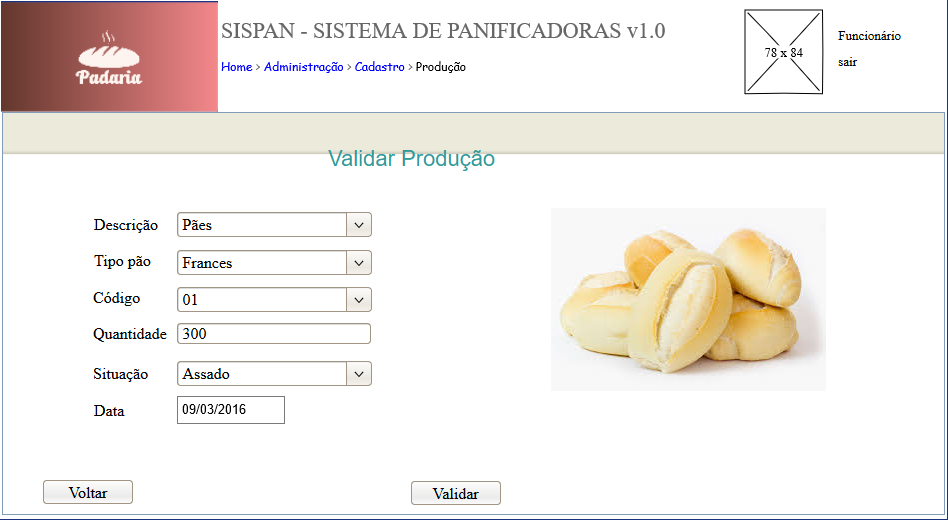 Padaria
SISPAN - SISTEMA DE PANIFICADORAS v1.0
Home > Administração > Cadastro > Produção
78 x 84
Funcionário
sair
Validar Produção
Descrição Pães
Tipo pão Frances
Código 01
Quantidade 300
Situação Assado
Data 09/03/2016
Voltar Validar